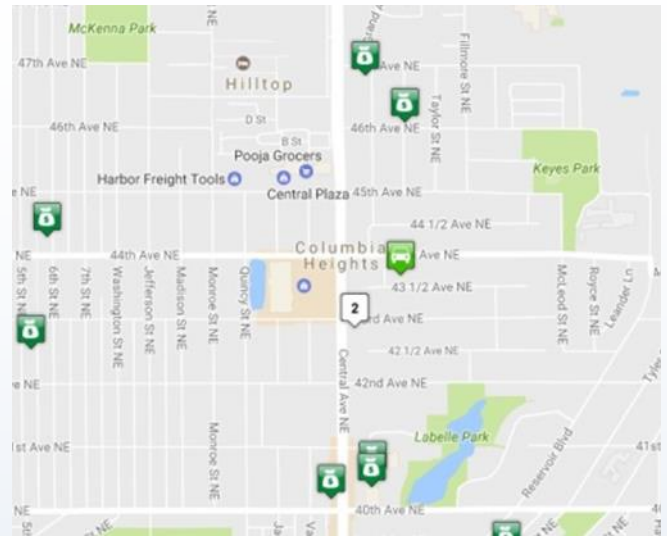 McKenna Park
47th Ave NE
Hilltop
Ave NE
Fillmore St NE
Taylor St NE
D St
46th Ave NE
46th Ave NE
B St
Pooja Grocers
Harbor Freight Tools
Central Plaza
45th Ave NE
Keyes Park
e NE
44 1/2 Ave NE
NE
44th Ave NE
Columbia
Heights
Ave NE
43 1/2 Ave NE
5th St NE
6th St NE
7th St NE
Washington St NE
Jefferson St NE
Madison St NE
Monroe St NE
Quincy St NE
McLeod St NE
Royce St NE
2
rd Ave NE
42 1/2 Ave NE
Central Ave NE
42nd Ave NE
e NE
Labelle Park
Reservoir Blvd
1st Ave NE
41st
Monroe St NE
40th Ave NE
NE